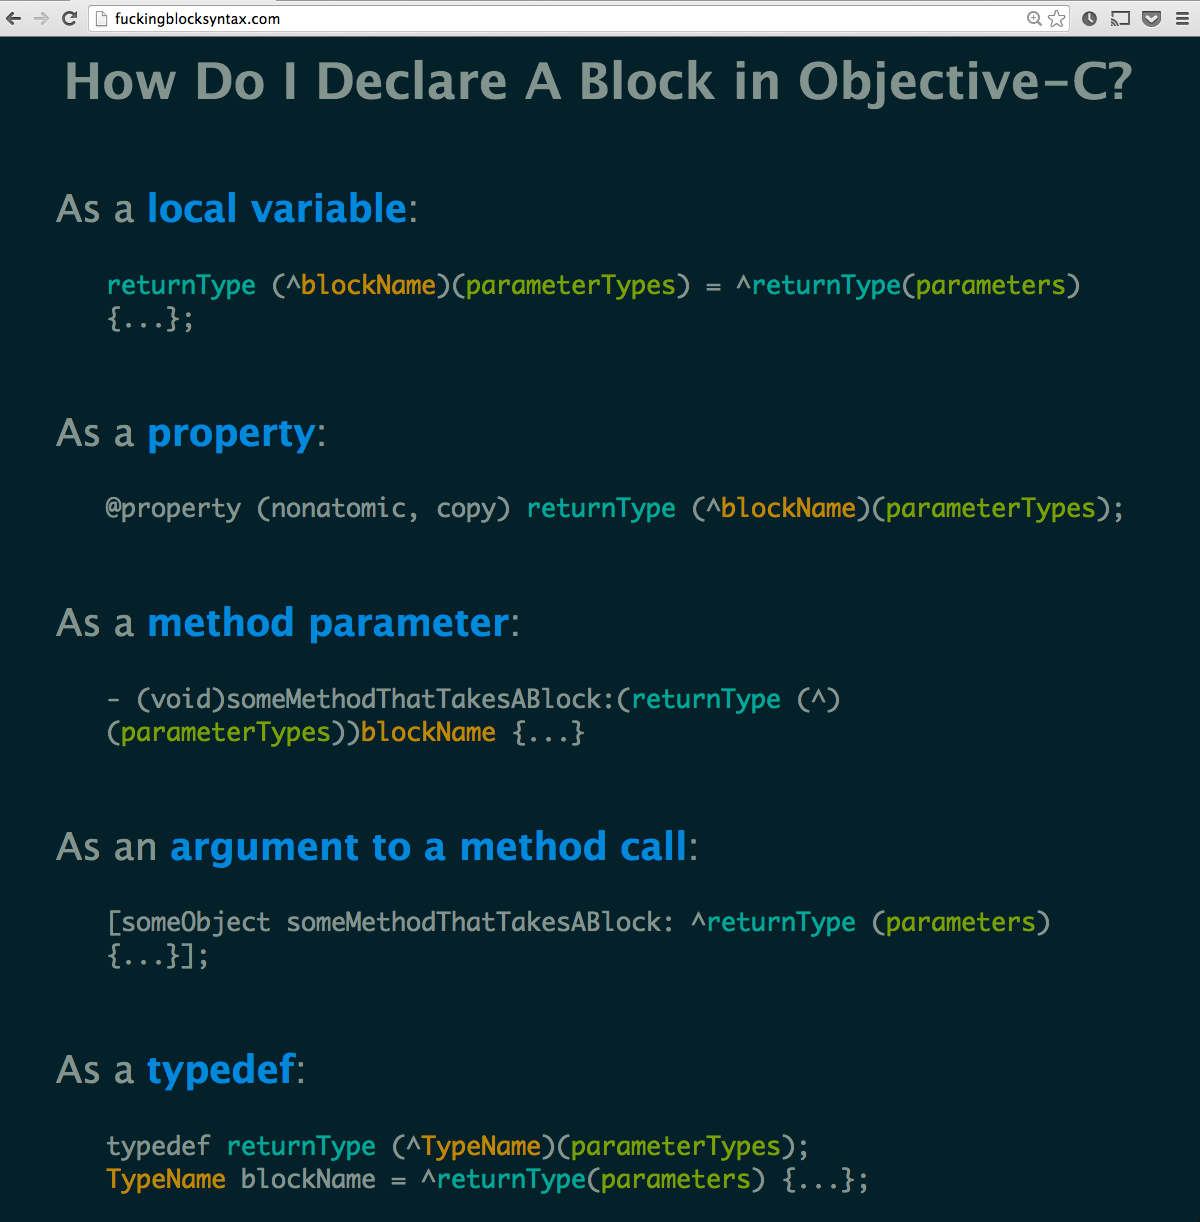 fuckingblocksyntax.com
How Do I Declare A Block in Objective-C?
As a local variable:
returnType (^blockName)(parameterTypes) = ^returnType(parameters)
{...};
As a property:
@property (nonatomic, copy) returnType (^blockName)(parameterTypes);
As a method parameter:
- (void)someMethodThatTakesABlock:(returnType (^)
(parameterTypes))blockName {...}
As an argument to a method call:
[someObject someMethodThatTakesABlock: ^returnType (parameters)
{...}];
As a typedef:
typedef returnType (^TypeName)(parameterTypes);
TypeName blockName = ^returnType(parameters) {...};